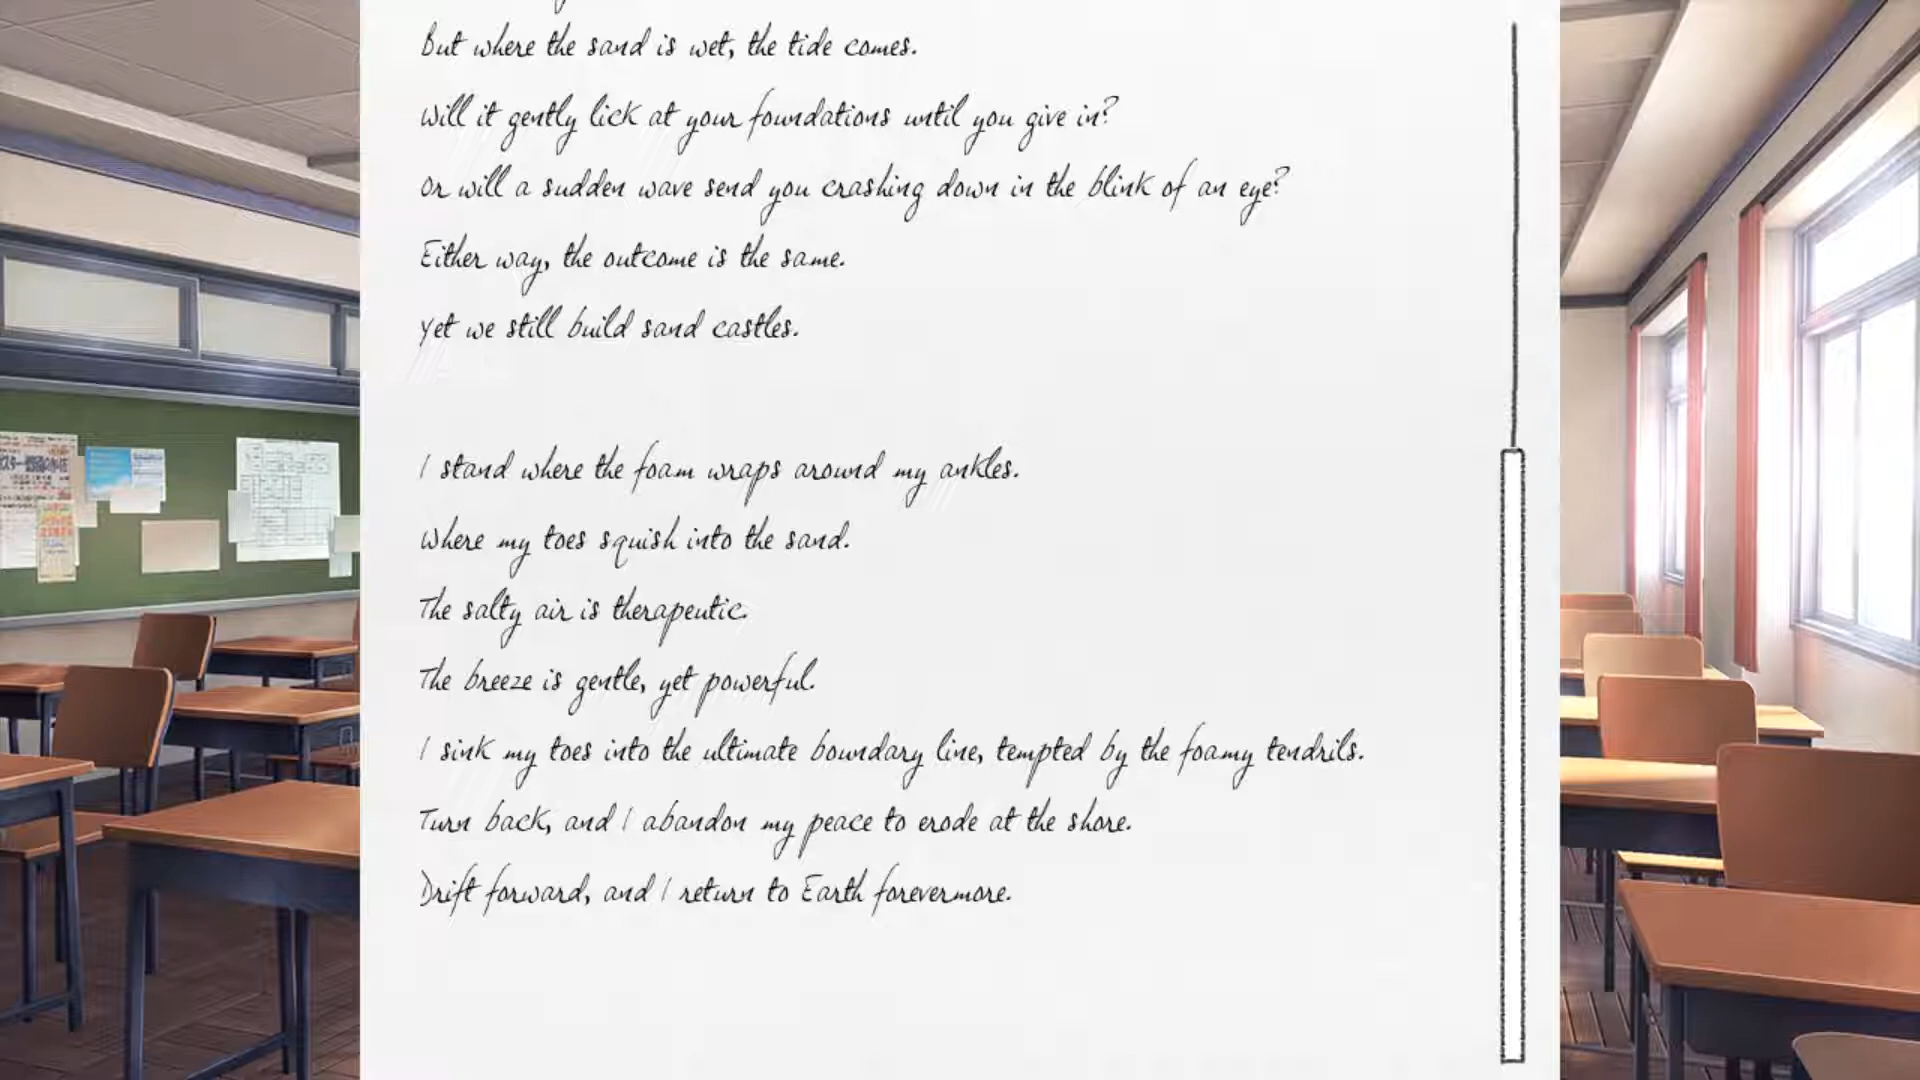 But where the sand is wet, the tide comes.
Will it gently lick at your foundations until you give in?
Or will a sudden wave send you crashing down in the blink of an eye?
Either way, the outcome is the same.
Yet we still build sand castles.
I stand where the foam wraps around my ankles.
Where my toes squish into the sand.
The salty air is therapeutic.
The breeze is gentle, yet powerful.
I sink my toes into the ultimate boundary line, tempted by the foamy tendrils.
Turn back, and I abandon my peace to erode at the shore.
Drift forward, and I return to Earth forevermore.